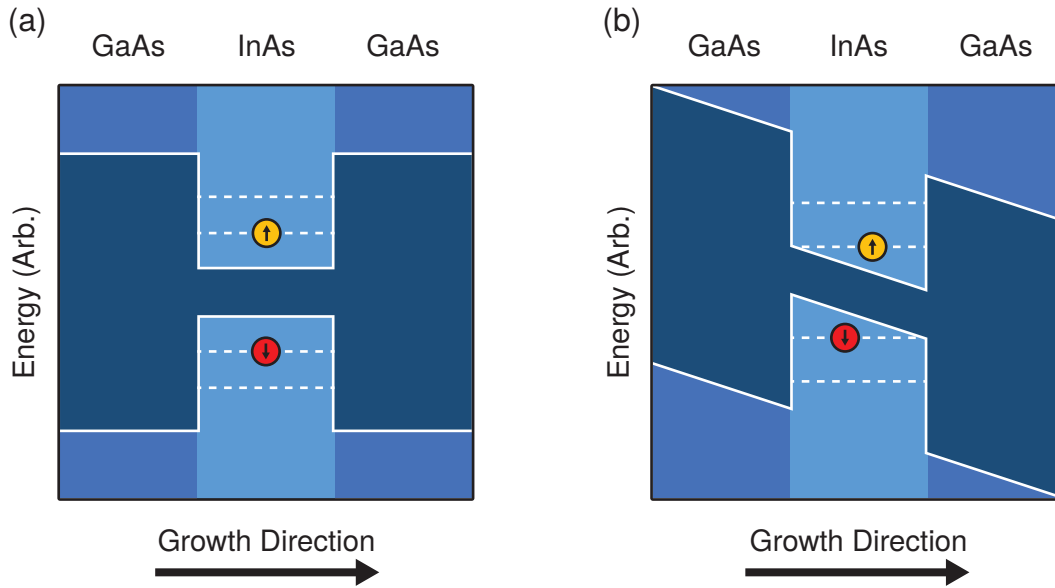 (a)
GaAs InAs GaAs
Energy (Arb.)
Growth Direction
(b)
GaAs InAs GaAs
Energy (Arb.)
Growth Direction